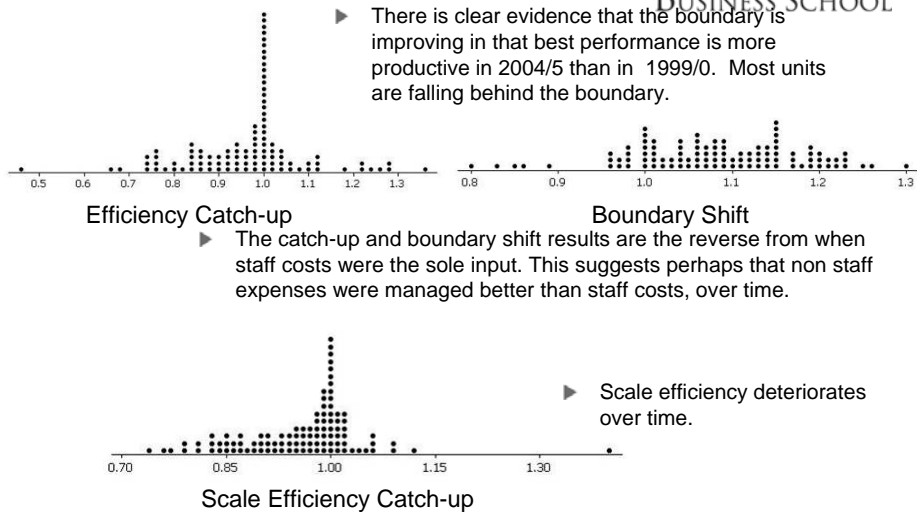 BUSINESS SCHOOL
There is clear evidence that the boundary is
improving in that best performance is more
productive in 2004/5 than in 1999/0. Most units
are falling behind the boundary.
0.5 0.6 0.7 0.8 0.9 1.0 1.1 1.2 1.3
0.8 0.9 1.0 1.1 1.2 1.3
Efficiency Catch-up
Boundary Shift
The catch-up and boundary shift results are the reverse from when
staff costs were the sole input. This suggests perhaps that non staff
expenses were managed better than staff costs, over time.
Scale efficiency deteriorates
over time.
0.70 0.85 1.00 1.15 1.30
Scale Efficiency Catch-up